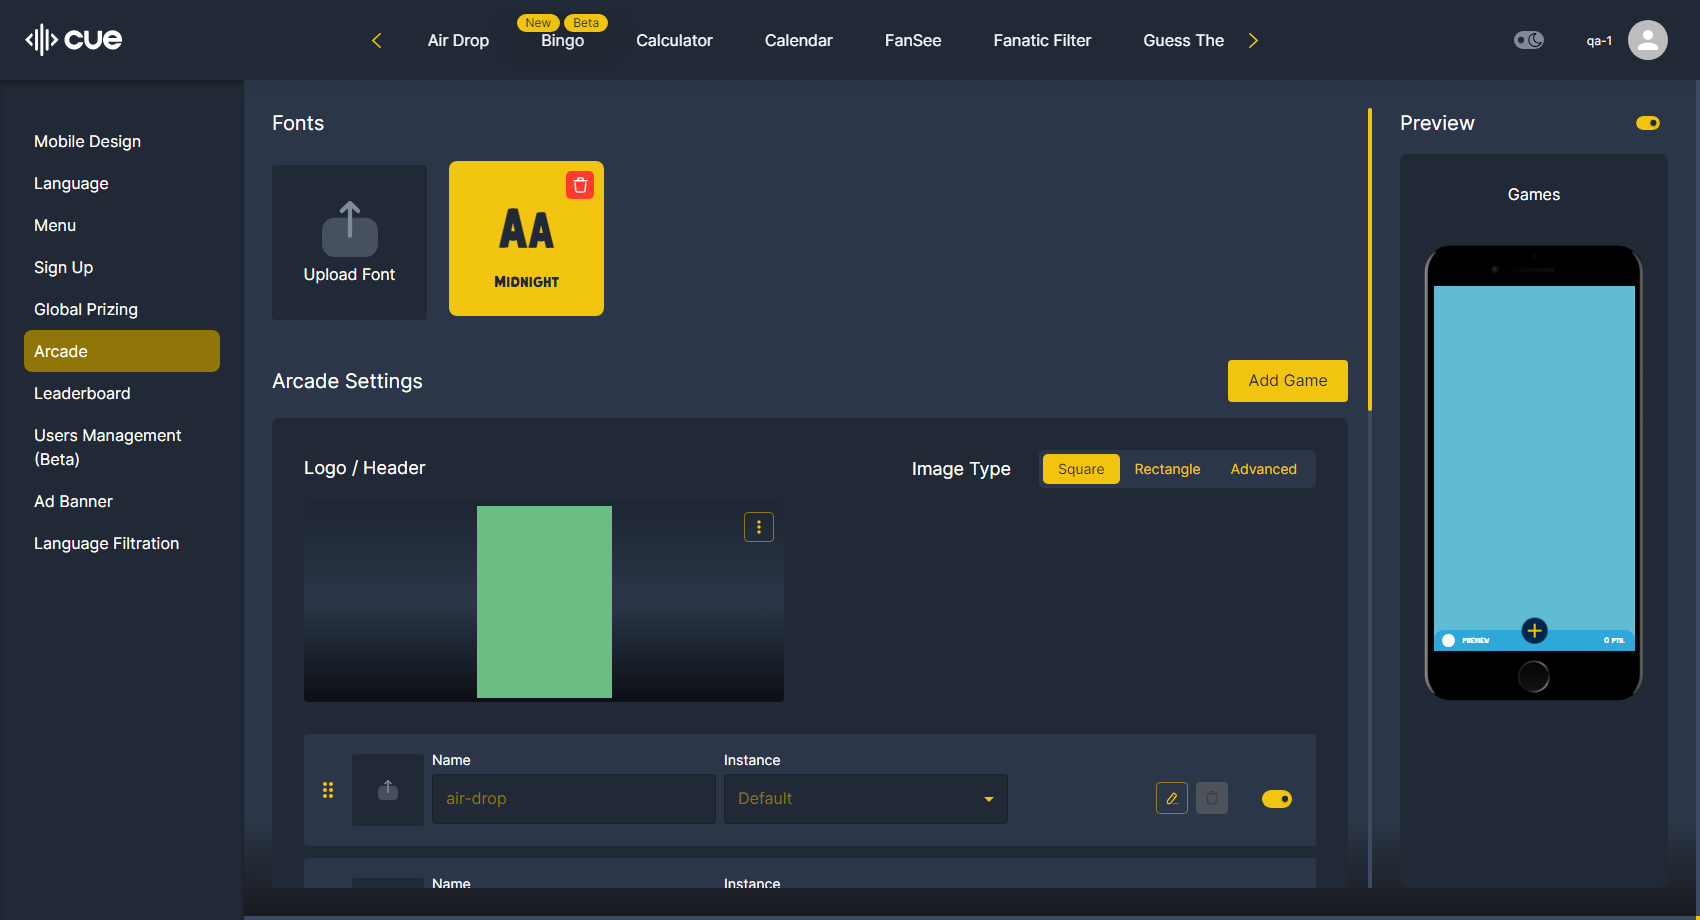 cue
Air Drop
New
Beta
Bingo
Calculator
Calendar
FanSee
Fanatic Filter
Guess The
qa-1
Mobile Design
Language
Menu
Sign Up
Global Prizing
Arcade
Leaderboard
Users Management
(Beta)
Ad Banner
Language Filtration
Fonts
Upload Font
AA
MIDNIGHT
Arcade Settings
Add Game
Logo / Header
Image Type
Square
Rectangle
Advanced
Name
Instance
air-drop
Default
Name
Instance
Preview
Games
PREVIEW
0 PTS.